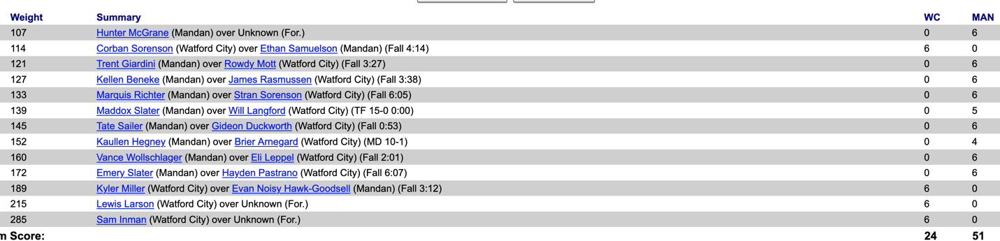 Weight Summary WC MAN
107 Hunter McGrane (Mandan) over Unknown (For.) 0 6
114 Corban Sorenson (Watford City) over Ethan Samuelson (Mandan) (Fall 4:14) 6 0
121 Trent Giardini (Mandan) over Rowdy Mott (Watford City) (Fall 3:27) 0 6
127 Kellen Beneke (Mandan) over James Rasmussen (Watford City) (Fall 3:38) 0 6
133 Marquis Richter (Mandan) over Stran Sorenson (Watford City) (Fall 6:05) 0 6
139 Maddox Slater (Mandan) over Will Langford (Watford City) (TF 15-0 0:00) 0 5
145 Tate Sailer (Mandan) over Gideon Duckworth (Watford City) (Fall 0:53) 0 6
152 Kaullen Hegney (Mandan) over Brier Arnegard (Watford City) (MD 10-1) 0 4
160 Vance Wollschlager (Mandan) over Eli Leppel (Watford City) (Fall 2:01) 0 6
172 Emery Slater (Mandan) over Hayden Pastrano (Watford City) (Fall 6:07) 0 6
189 Kyler Miller (Watford City) over Evan Noisy Hawk-Goodsell (Mandan) (Fall 3:12) 6 0
215 Lewis Larson (Watford City) over Unknown (For.) 6 0
285 Sam Inman (Watford City) over Unknown (For.) 6 0
m Score: 24 51